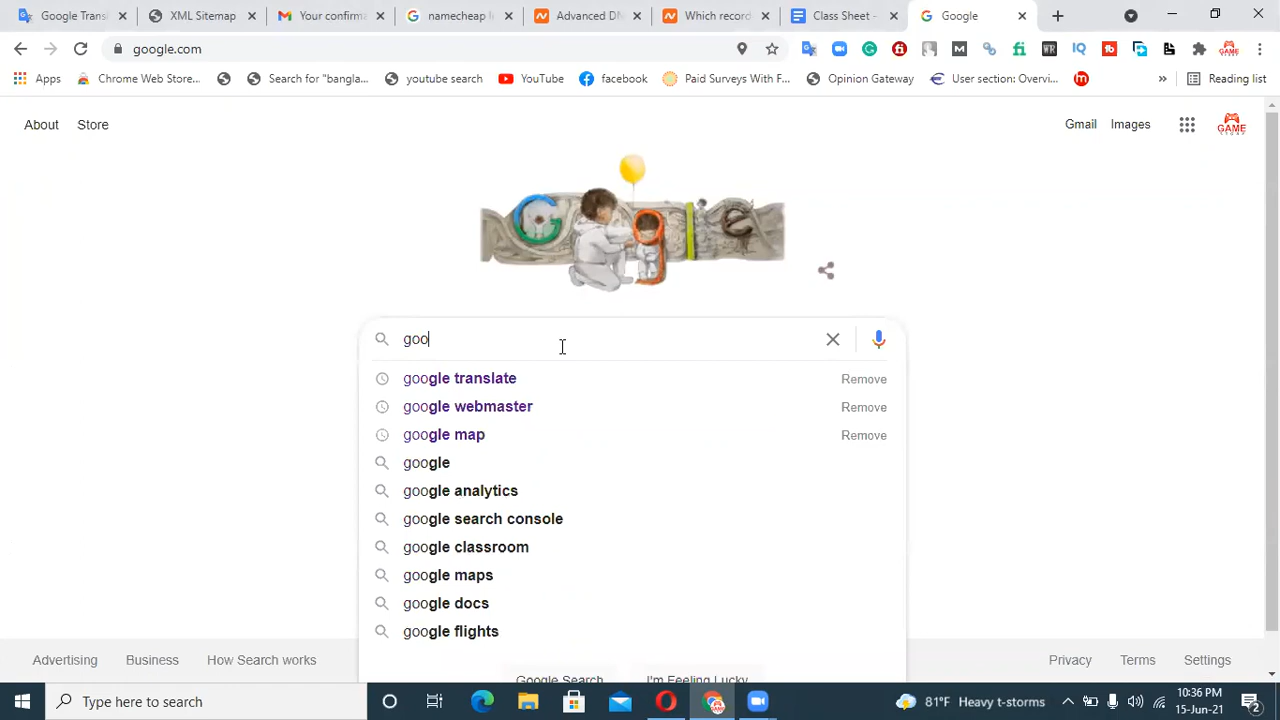 Google Tra
XML Sitemap
Your confirma
namecheap l
Advanced D
Which record
Class Sheet -
Google
google.com
Apps
Chrome Web Store...
Search for "bangla...
youtube.search
YouTube
facebook
Paid Surveys With F...
Opinion Gateway
User section: Overvi...
»
Reading list
About
Store
Gmail
Images
GAME
goo
google translate
Remove
google webmaster
Remove
google map
Remove
google
google analytics
google search console
google classroom
google maps
google docs
google flights
Google Search
I'm Feeling Lucky
Advertising
Business
How Search works
Privacy
Terms
Settings
Type here to search
81°F Heavy t-storms
10:36 PM
15-Jun-21
2